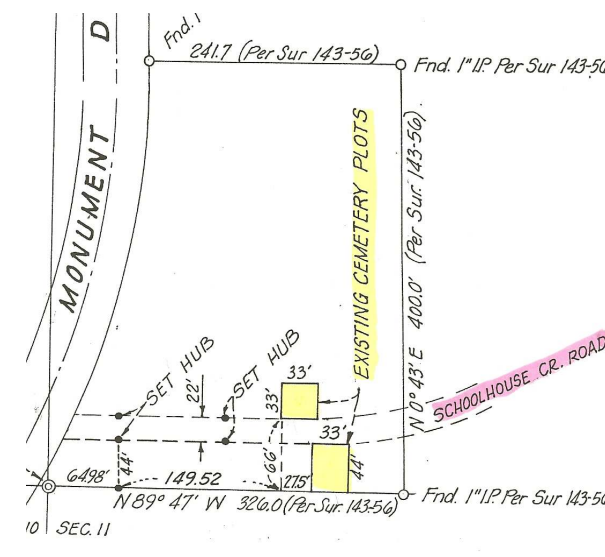 Fnd. 1
D
241.7 (Per Sur 143-56)
Fnd. 1" I.P. Per Sur 143-56
MONUMENT
EXISTING CEMETERY PLOTS
N 0° 43' E 400.0' (Per Sur. 143-56).
SET HUB
SET HUB
22'
33'
33'
SCHOOLHOUSE CR. ROAD
33'
66'
44'
44'
64.98'
149.52
27.5'
N 89° 47' W 326.0 (Per Sur. 143-56)
Fnd. 1" I.P. Per Sur 143-56
10 SEC. 11